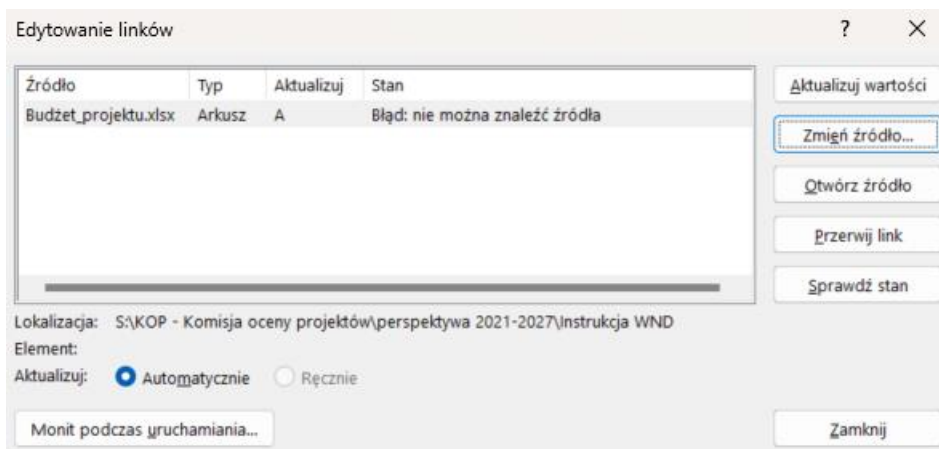 Edytowanie linków
Źródło Typ Aktualizuj Stan
Budżet_projektu.xlsx Arkusz A Błąd: nie można znaleźć źródła
Aktualizuj wartości
Zmień źródło...
Otwórz źródło
Przerwij link
Sprawdź stan
Lokalizacja: S:\KOP - Komisja oceny projektów\perspektywa 2021-2027\Instrukcja WND
Element:
Aktualizuj: Automatycznie Ręcznie
Monit podczas uruchamiania... Zamknij